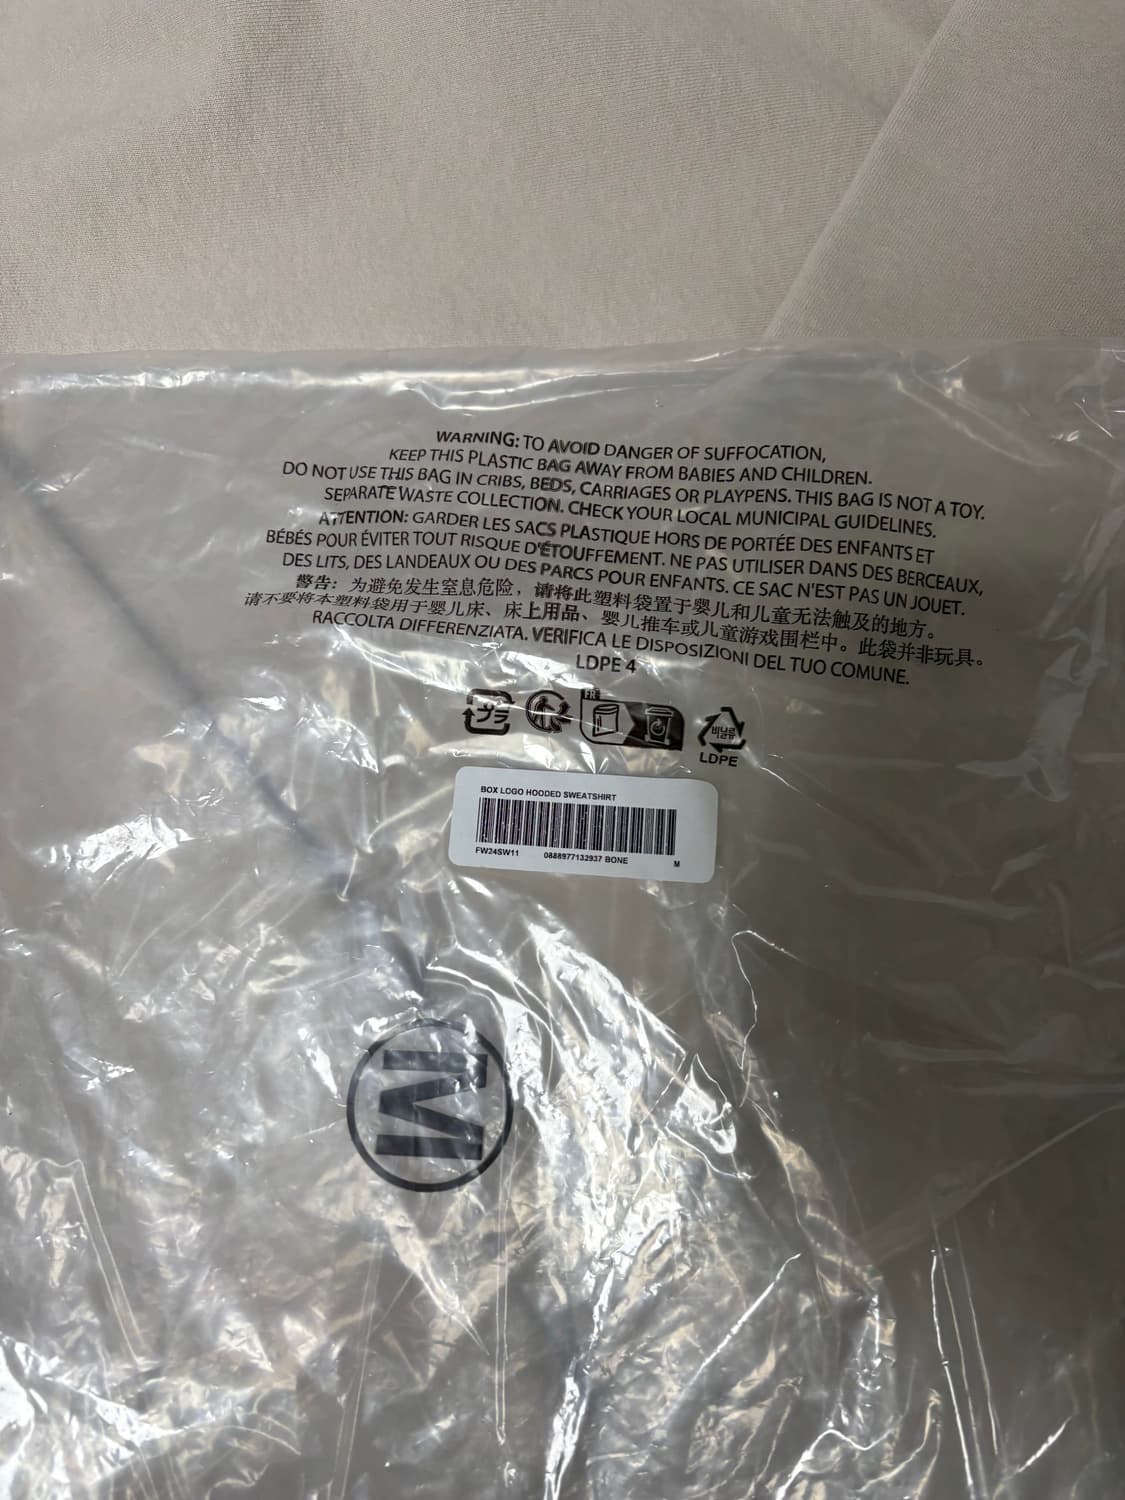 WARNING: TO AVOID DANGER OF SUFFOCATION,
KEEP THIS PLASTIC BAG AWAY FROM BABIES AND CHILDREN.
DO NOT USE THIS BAG IN CRIBS, BEDS, CARRIAGES OR PLAYPENS. THIS BAG IS NOT A TOY.
SEPARATE WASTE COLLECTION. CHECK YOUR LOCAL MUNICIPAL GUIDELINES.
ATTENTION: GARDER LES SACS PLASTIQUE HORS DE PORTÉE DES ENFANTS ET
BÉBÉS POUR ÉVITER TOUT RISQUE D'ÉTOUFFEMENT. NE PAS UTILISER DANS DES BERCEAUX,
DES LITS, DES LANDEAUX OU DES PARCS POUR ENFANTS. CE SAC N'EST PAS UN JOUET.
警告: 为避免发生窒息危险，请将此塑料袋置于婴儿和儿童无法触及的地方。
请不要将本塑料袋用于婴儿床、床上用品、婴儿推车或儿童游戏围栏中。此袋并非玩具。
RACCOLTA DIFFERENZIATA. VERIFICA LE DISPOSIZIONI DEL TUO COMUNE.
LDPE 4
プラ
FR
비닐류
LDPE
BOX LOGO HOODED SWEATSHIRT
FW24SW11 0888977132937 BONE M
M